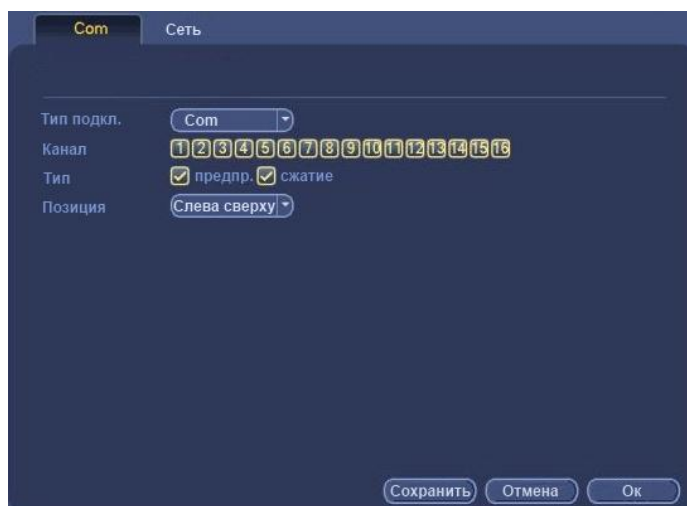 Com Сеть
Тип подкл. Com
Канал 1 2 3 4 5 6 7 8 9 10 11 12 13 14 15 16
Тип предпр. сжатие
Позиция Слева сверху
Сохранить Отмена Ок